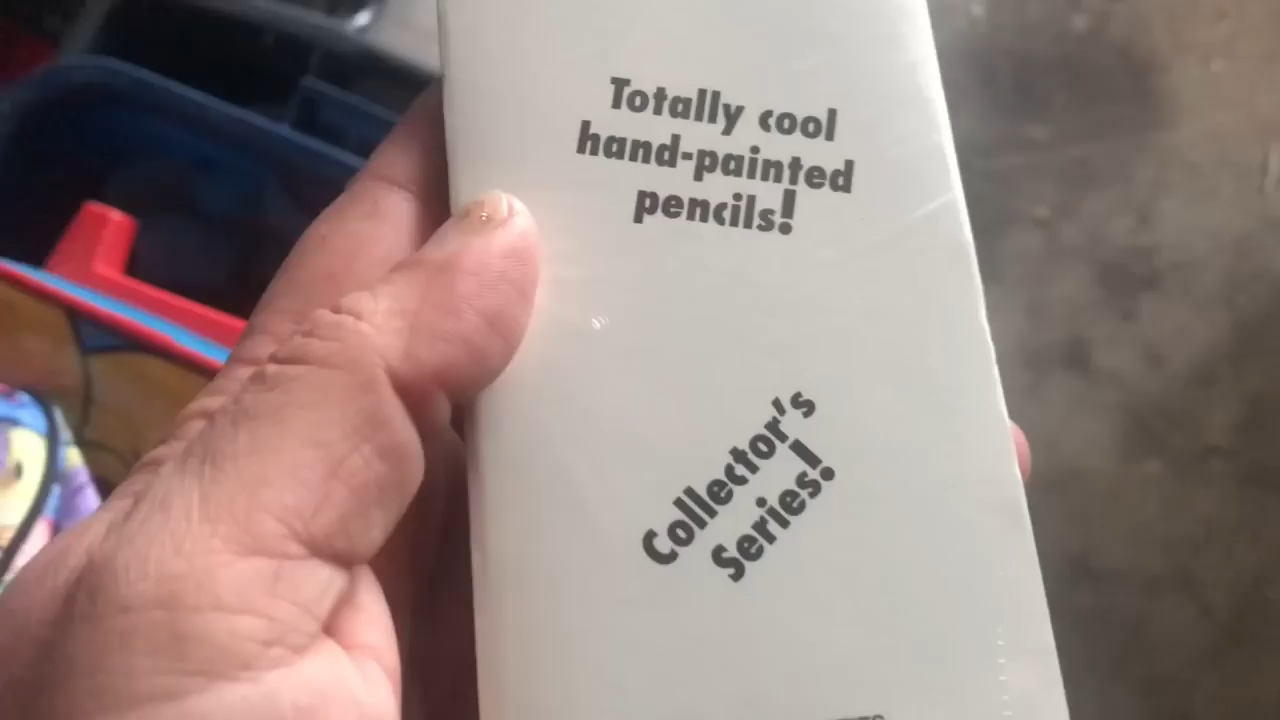 Totally cool
hand-painted
pencils!
Collector's
Series!